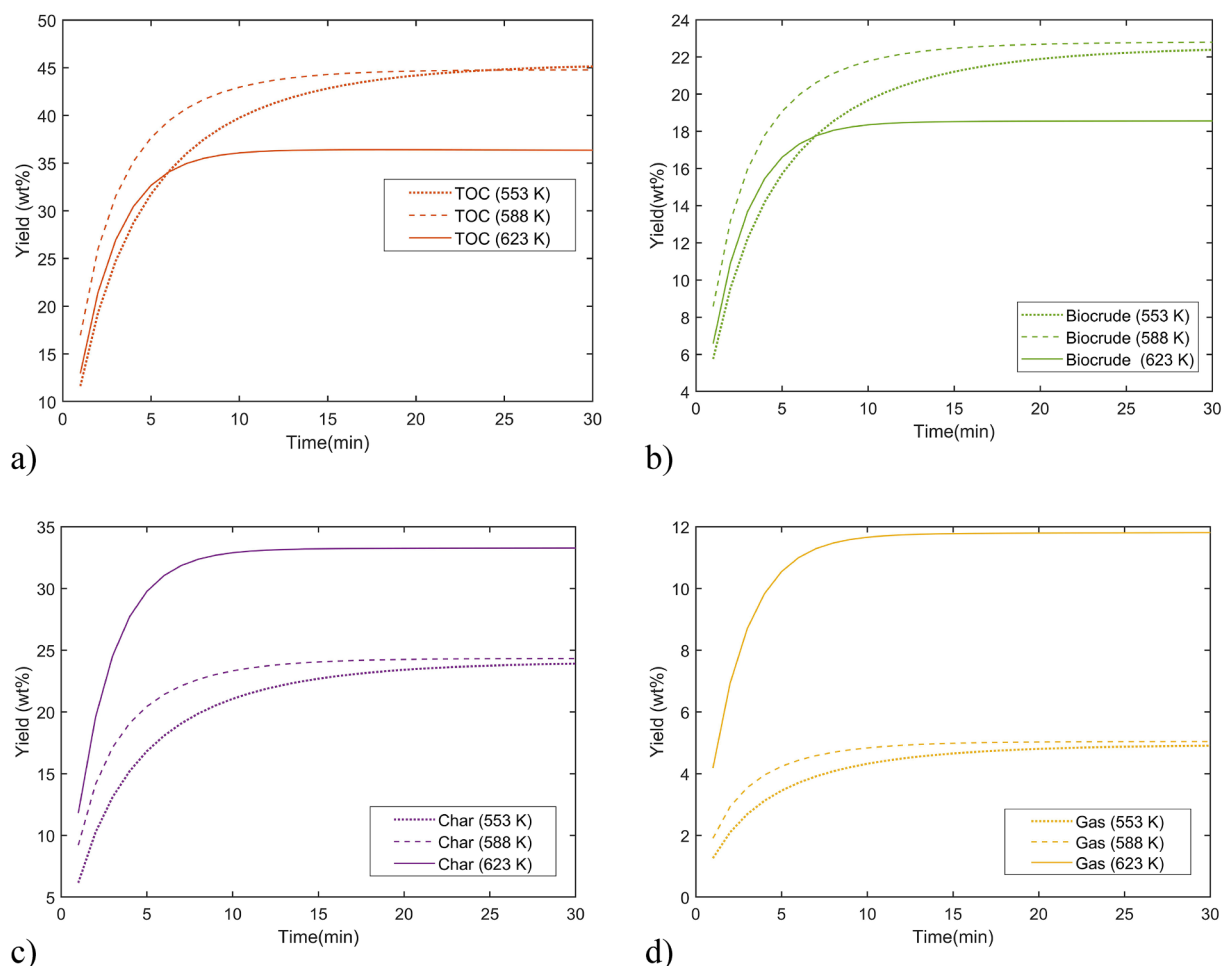 50
45
40
35
30
25
20
15
10
Yield (wt%)
0 5 10 15 20 25 30
Time(min)
TOC (553 K)
TOC (588 K)
TOC (623 K)
a)
24
22
20
18
16
14
12
10
8
6
4
Yield(wt%)
0 5 10 15 20 25 30
Time(min)
Biocrude (553 K)
Biocrude (588 K)
Biocrude (623 K)
b)
35
30
25
20
15
10
5
Yield (wt%)
0 5 10 15 20 25 30
Time(min)
Char (553 K)
Char (588 K)
Char (623 K)
c)
12
10
8
6
4
2
0
Yield (wt%)
0 5 10 15 20 25 30
Time(min)
Gas (553 K)
Gas (588 K)
Gas (623 K)
d)